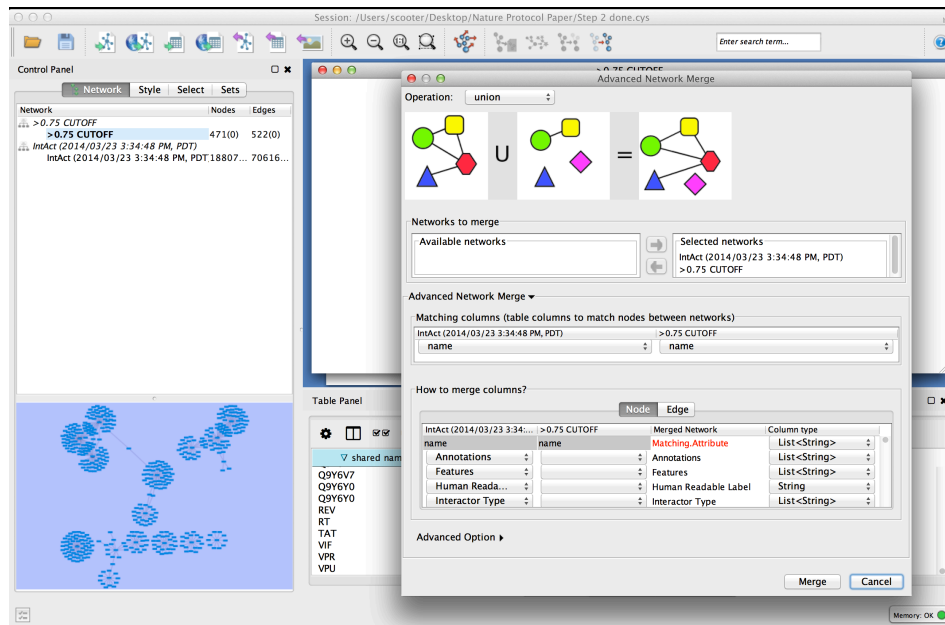 Session: /Users/scooter/Desktop/Nature Protocol Paper/Step 2 done.cys
Enter search term...
Control Panel
Network Style Select Sets
Network Nodes Edges
>0.75 CUTOFF
>0.75 CUTOFF 471(0) 522(0)
IntAct (2014/03/23 3:34:48 PM, PDT)
IntAct (2014/03/23 3:34:48 PM, PDT 18807... 70616...
Table Panel
shared nam
Q9Y6V7
Q9Y6Y0
Q9Y6Y0
REV
RT
TAT
VIF
VPR
VPU
Advanced Network Merge
Operation: union
U =
Networks to merge
Available networks
Selected networks
IntAct (2014/03/23 3:34:48 PM, PDT)
>0.75 CUTOFF
Advanced Network Merge
Matching columns (table columns to match nodes between networks)
IntAct (2014/03/23 3:34:48 PM, PDT) >0.75 CUTOFF
name name
How to merge columns?
Node Edge
IntAct (2014/03/23 3:34:... >0.75 CUTOFF Merged Network Column type
name name Matching.Attribute List<String>
Annotations Annotations List<String>
Features Features List<String>
Human Reada... Human Readable Label String
Interactor Type Interactor Type List<String>
Advanced Option
Merge Cancel
Memory: OK